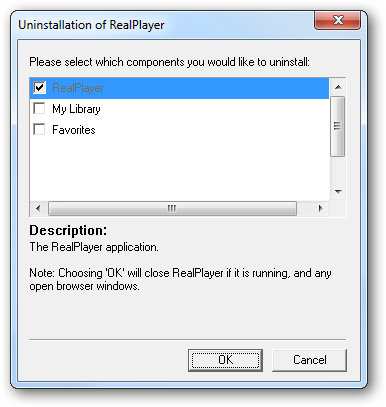 Uninstallation of RealPlayer
Please select which components you would like to uninstall:
RealPlayer
My Library
Favorites
Description:
The RealPlayer application.
Note: Choosing 'OK' will close RealPlayer if it is running, and any
open browser windows.
OK
Cancel